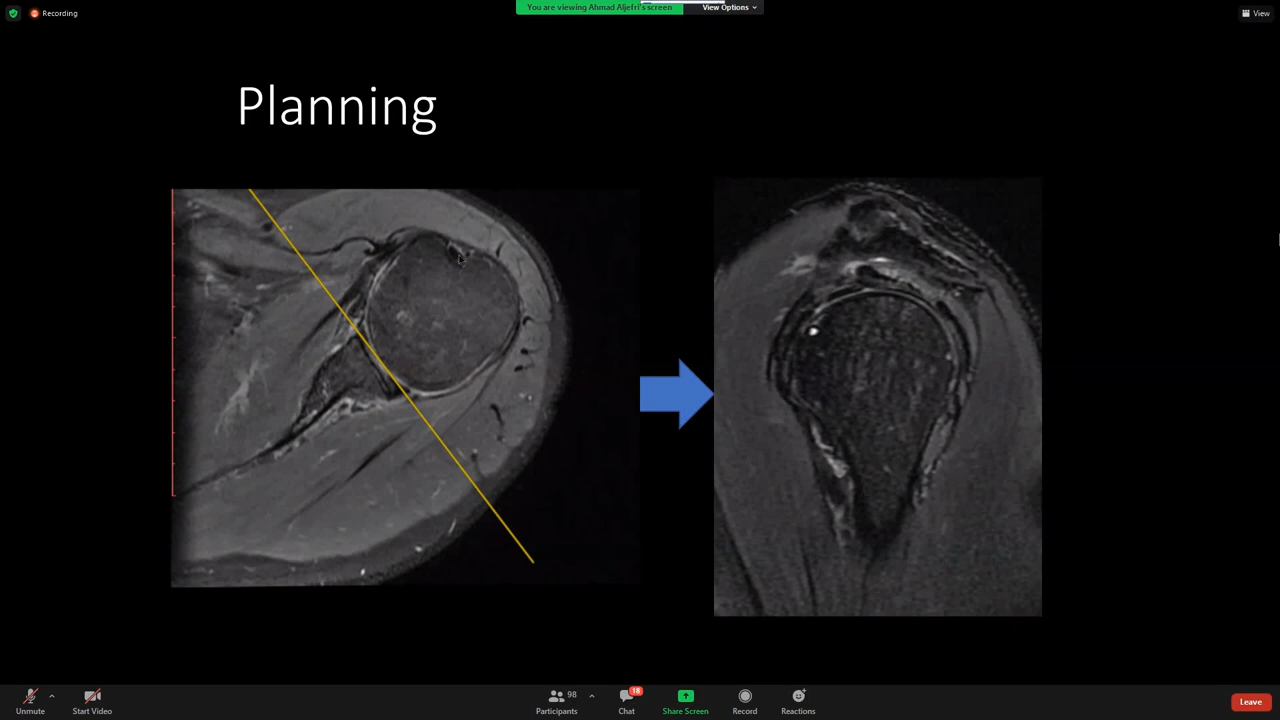 Recording
You are viewing Ahmad Aljefri's screen
View Options
View
Planning
Unmute
Start Video
98
Participants
18
Chat
Share Screen
Record
Reactions
Leave